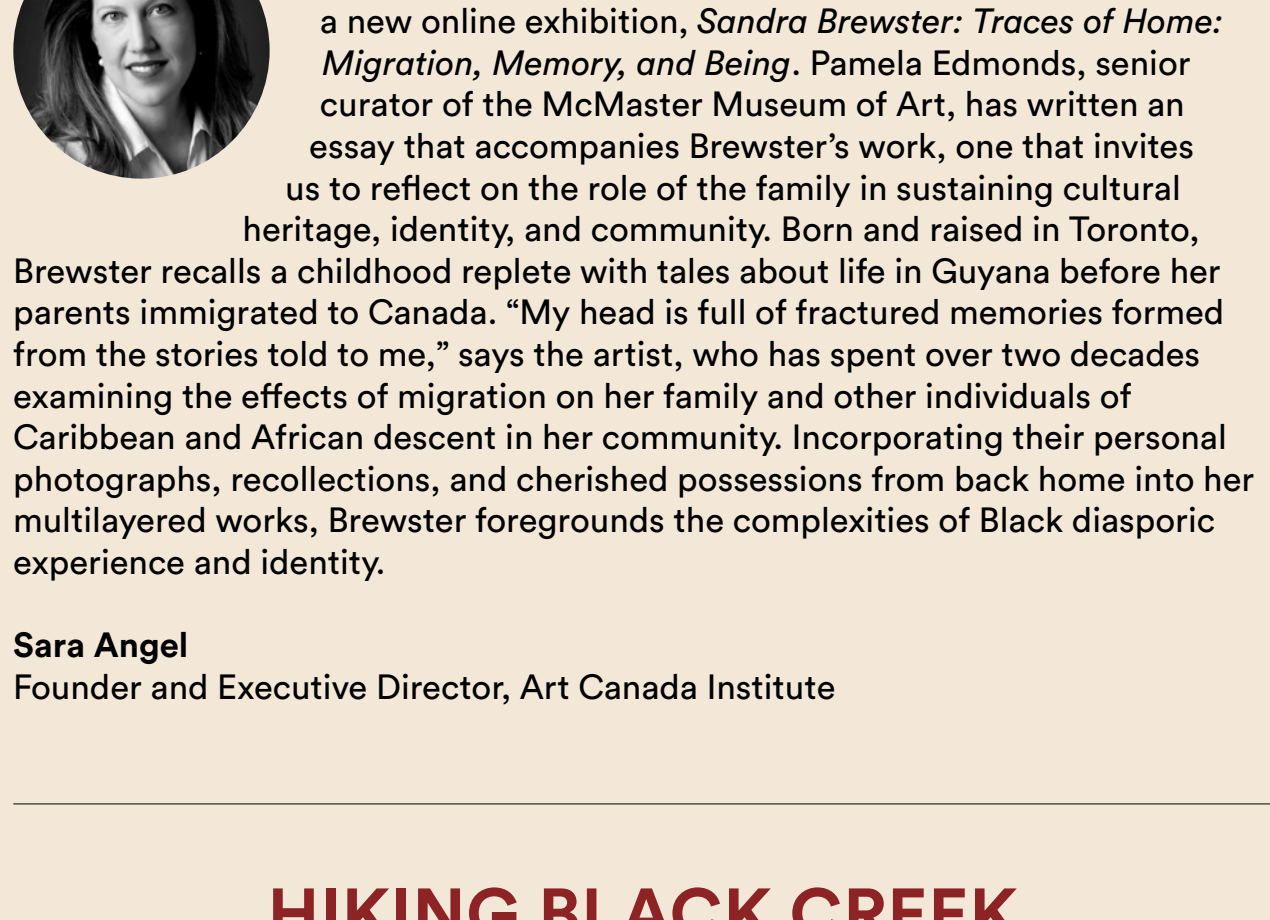 a new online exhibition, Sandra Brewster: Traces of Home:
Migration, Memory, and Being. Pamela Edmonds, senior
curator of the McMaster Museum of Art, has written an
essay that accompanies Brewster’s work, one that invites
us to reflect on the role of the family in sustaining cultural
heritage, identity, and community. Born and raised in Toronto,
Brewster recalls a childhood replete with tales about life in Guyana before her
parents immigrated to Canada. “My head is full of fractured memories formed
from the stories told to me,” says the artist, who has spent over two decades
examining the effects of migration on her family and other individuals of
Caribbean and African descent in her community. Incorporating their personal
photographs, recollections, and cherished possessions from back home into her
multilayered works, Brewster foregrounds the complexities of Black diasporic
experience and identity.
Sara Angel
Founder and Executive Director, Art Canada Institute
HIKING BLACK CREEK